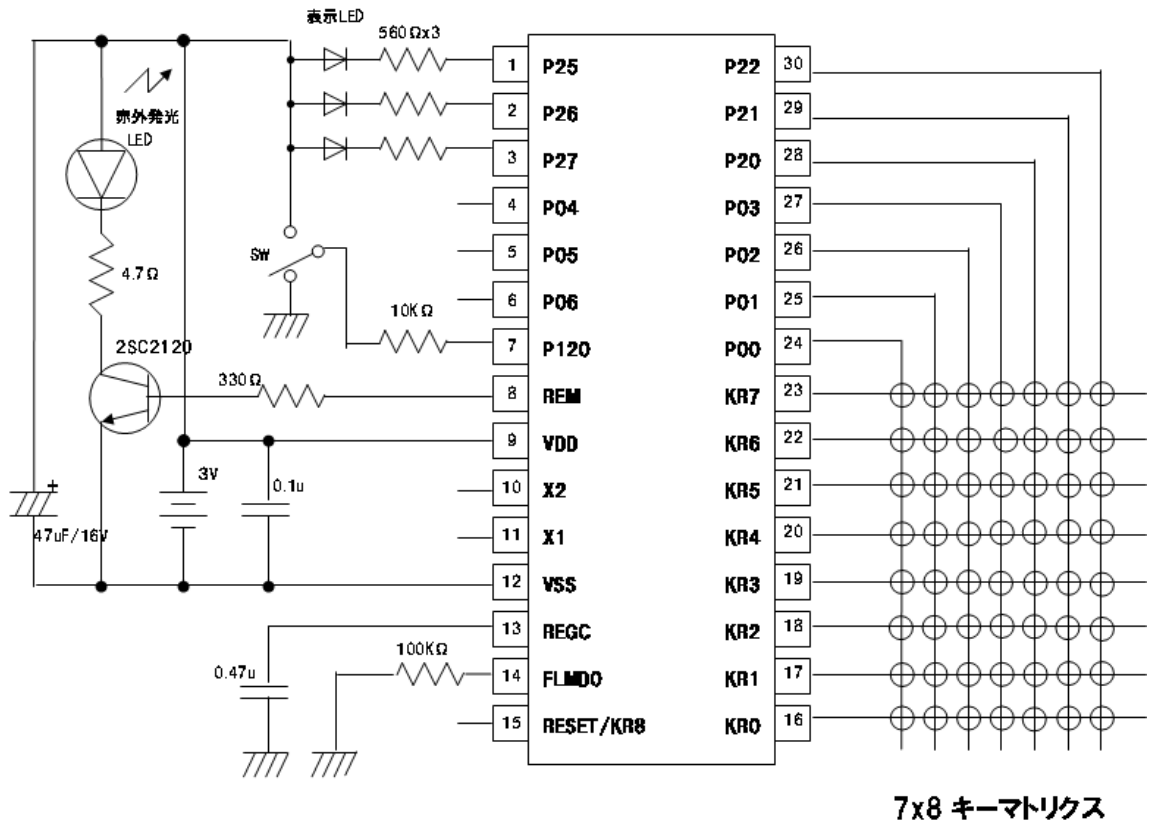 表示LED
560Ωx3
赤外発光
LED
4.7Ω
2SC2120
330Ω
SW
10KΩ
3V
0.1u
+
47uF/16V
0.47u
100KΩ
1 P25
2 P26
3 P27
4 P04
5 P05
6 P06
7 P120
8 REM
9 VDD
10 X2
11 X1
12 VSS
13 REGC
14 FLMD0
15 RESET/KR8
P22 30
P21 29
P20 28
P03 27
P02 26
P01 25
P00 24
KR7 23
KR6 22
KR5 21
KR4 20
KR3 19
KR2 18
KR1 17
KR0 16
7x8 キーマトリクス